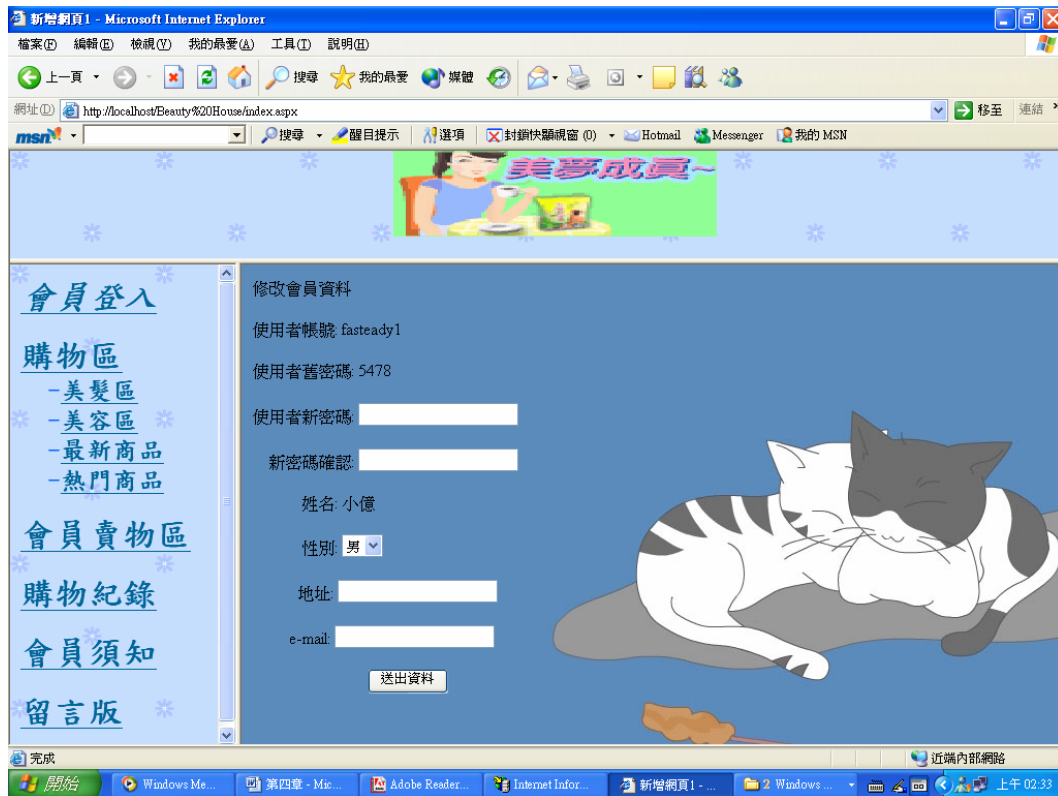 新增網頁1 - Microsoft Internet Explorer
檔案(F) 編輯(E) 檢視(V) 我的最愛(A) 工具(T) 說明(H)
上一頁 搜尋 我的最愛 媒體
網址(D) http://localhost/Beauty%20House/index.aspx 移至 連結 »
msn 搜尋 醒目提示 選項 封鎖快顯視窗 (0) Hotmail Messenger 我的 MSN
美夢成員~
會員登入
購物區
-美髮區
-美容區
-最新商品
-熱門商品
會員賣物區
購物紀錄
會員須知
留言版
修改會員資料
使用者帳號: fasteady1
使用者舊密碼: 5478
使用者新密碼:
新密碼確認:
姓名: 小億
性別: 男
地址:
e-mail:
送出資料
完成 近端內部網路
開始 Windows Me... 第四章 - Mic... Adobe Reader... Internet Infor... 新增網頁1 - ... 2 Windows ... 上午 02:33